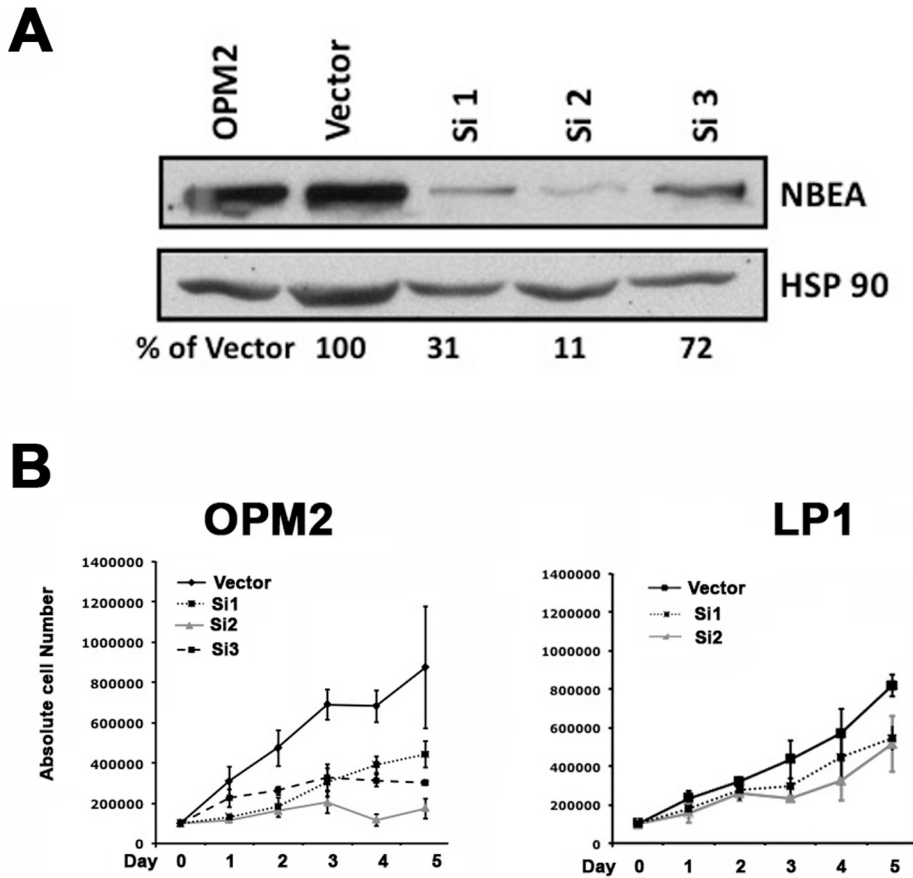 A
OPM2
Vector
Si 1
Si 2
Si 3
NBEA
HSP 90
% of Vector 100 31 11 72
B
OPM2
LP1
Absolute cell Number
1400000
1200000
1000000
800000
600000
400000
200000
0
Vector
Si1
Si2
Si3
Day 0 1 2 3 4 5
1400000
1200000
1000000
800000
600000
400000
200000
0
Vector
Si1
Si2
Day 0 1 2 3 4 5